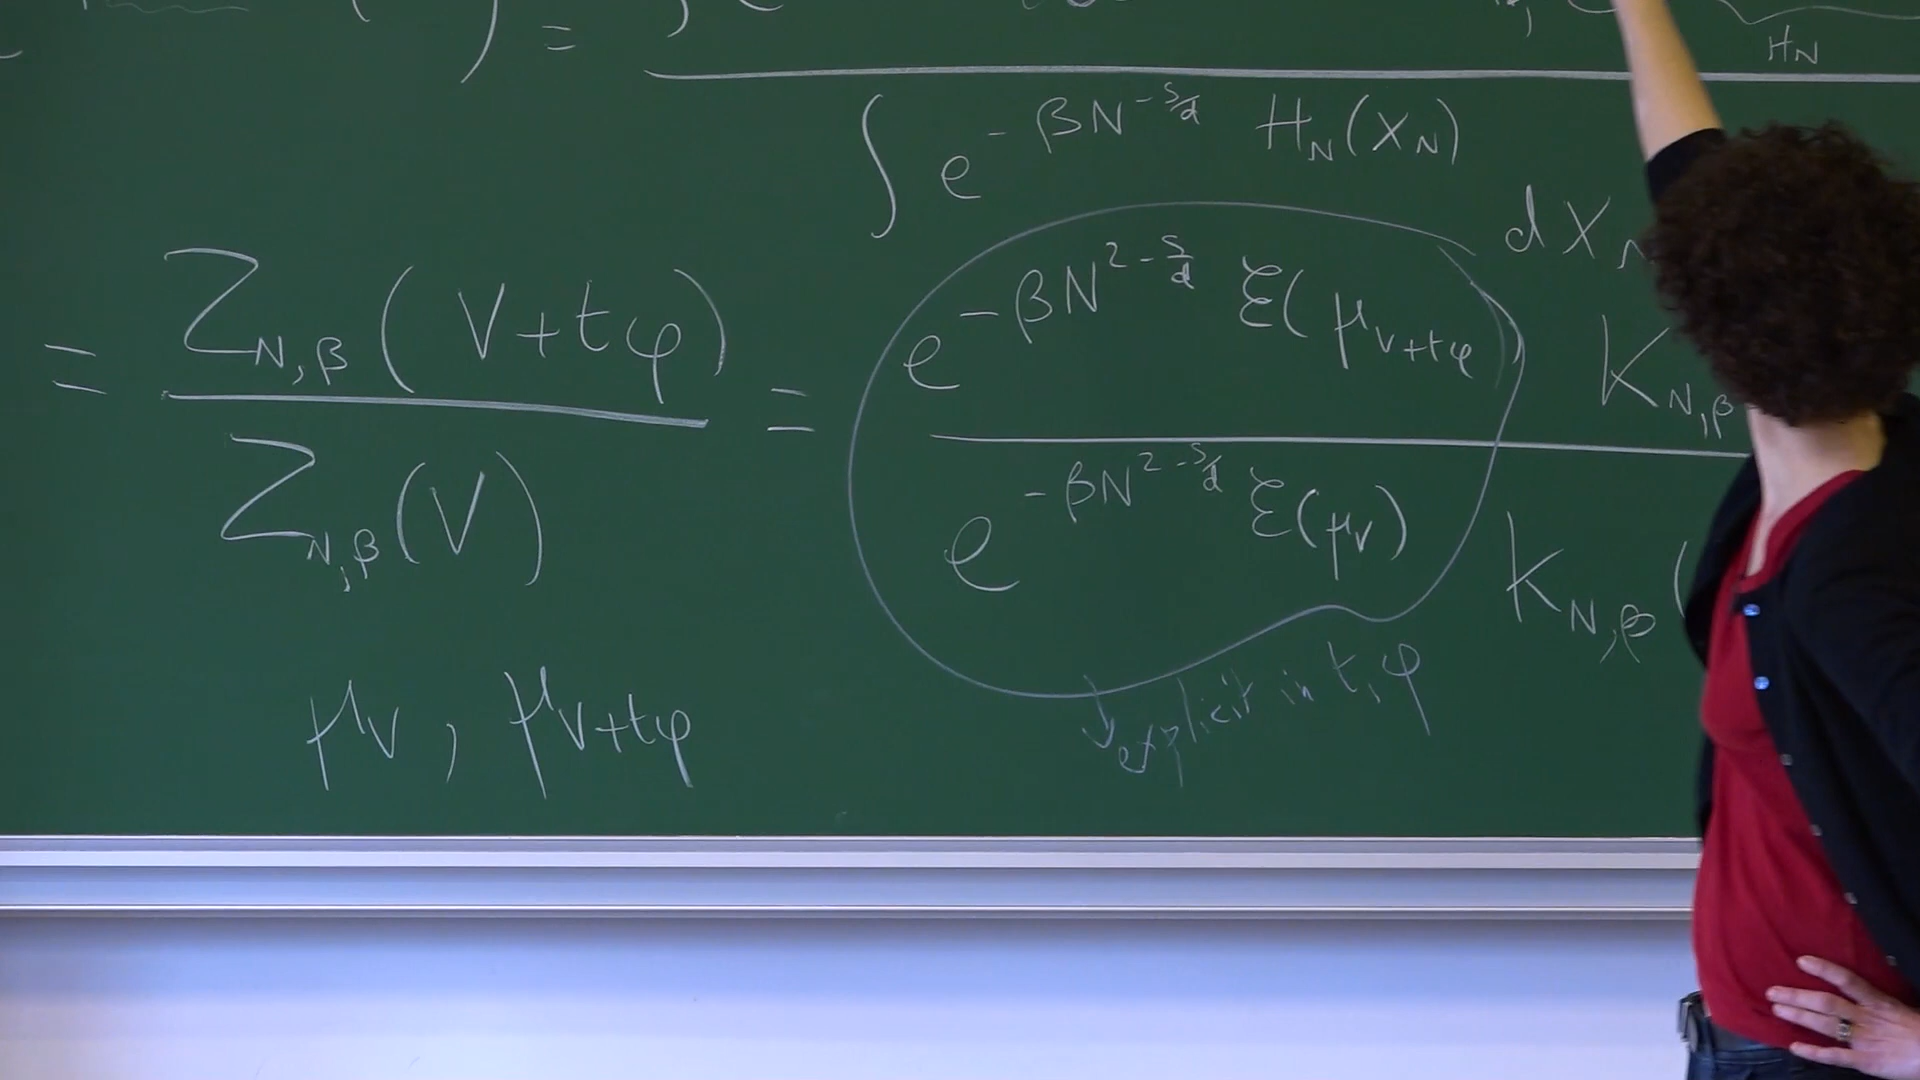 ) = H_N
∫ e^{-βN^{-s/d} H_N(X_N)} dX_N
= Z_{N,β}(V+tφ) / Z_{N,β}(V) = e^{-βN^{2-s/d} ℰ(μ_{V+tφ})} K_{N,β} / e^{-βN^{2-s/d} ℰ(μ_V)} K_{N,β}(
↓ explicit in t, φ
μ_V , μ_{V+tφ}